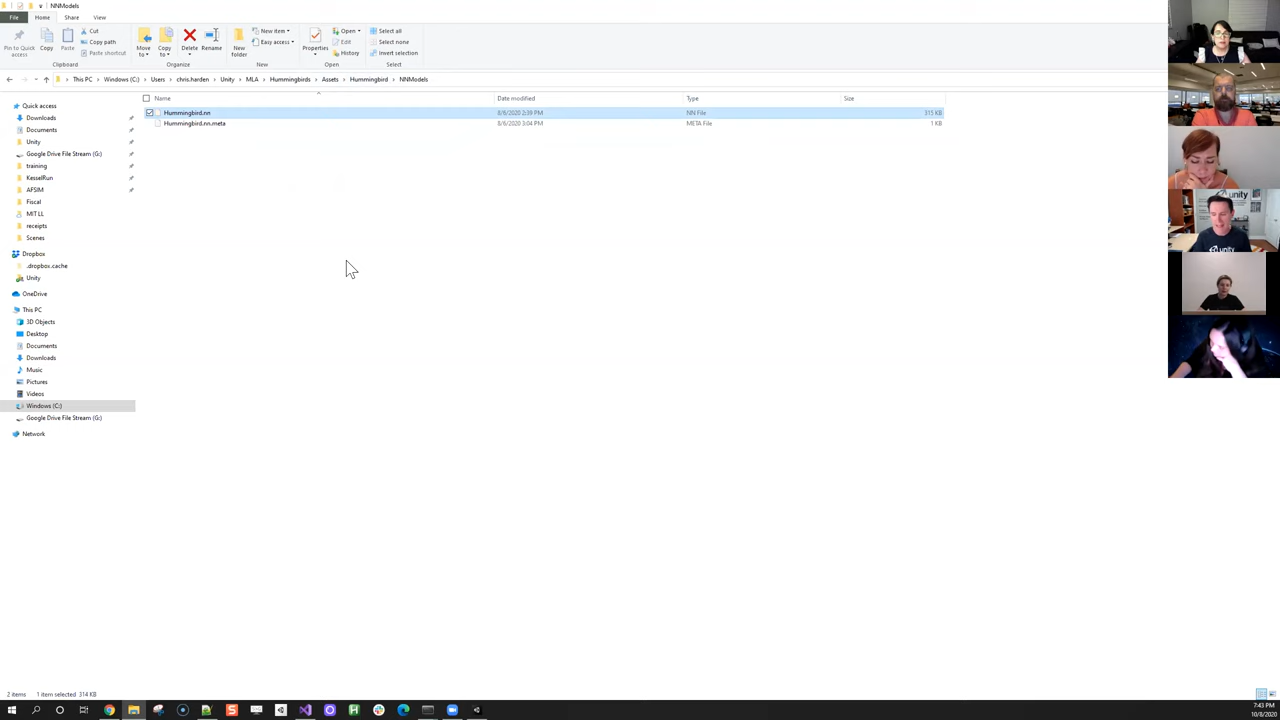 NNModels
File Home Share View
Pin to Quick access
Copy
Paste
Cut
Copy path
Paste shortcut
Clipboard
Move to
Copy to
Delete
Rename
Organize
New folder
New item
Easy access
New
Properties
Open
Edit
History
Open
Select all
Select none
Invert selection
Select
This PC > Windows (C:) > Users > chris.harden > Unity > MLA > Hummingbirds > Assets > Hummingbird > NNModels
Quick access
Downloads
Documents
Unity
Google Drive File Stream (G:)
training
KesselRun
AFSIM
Fiscal
MIT LL
receipts
Scenes
Dropbox
.dropbox.cache
Unity
OneDrive
This PC
3D Objects
Desktop
Documents
Downloads
Music
Pictures
Videos
Windows (C:)
Google Drive File Stream (G:)
Network
Name Date modified Type Size
Hummingbird.nn 8/6/2020 2:39 PM NN File 315 KB
Hummingbird.nn.meta 8/6/2020 3:04 PM META File 1 KB
unity
unity
2 items 1 item selected 314 KB
7:43 PM
10/8/2020